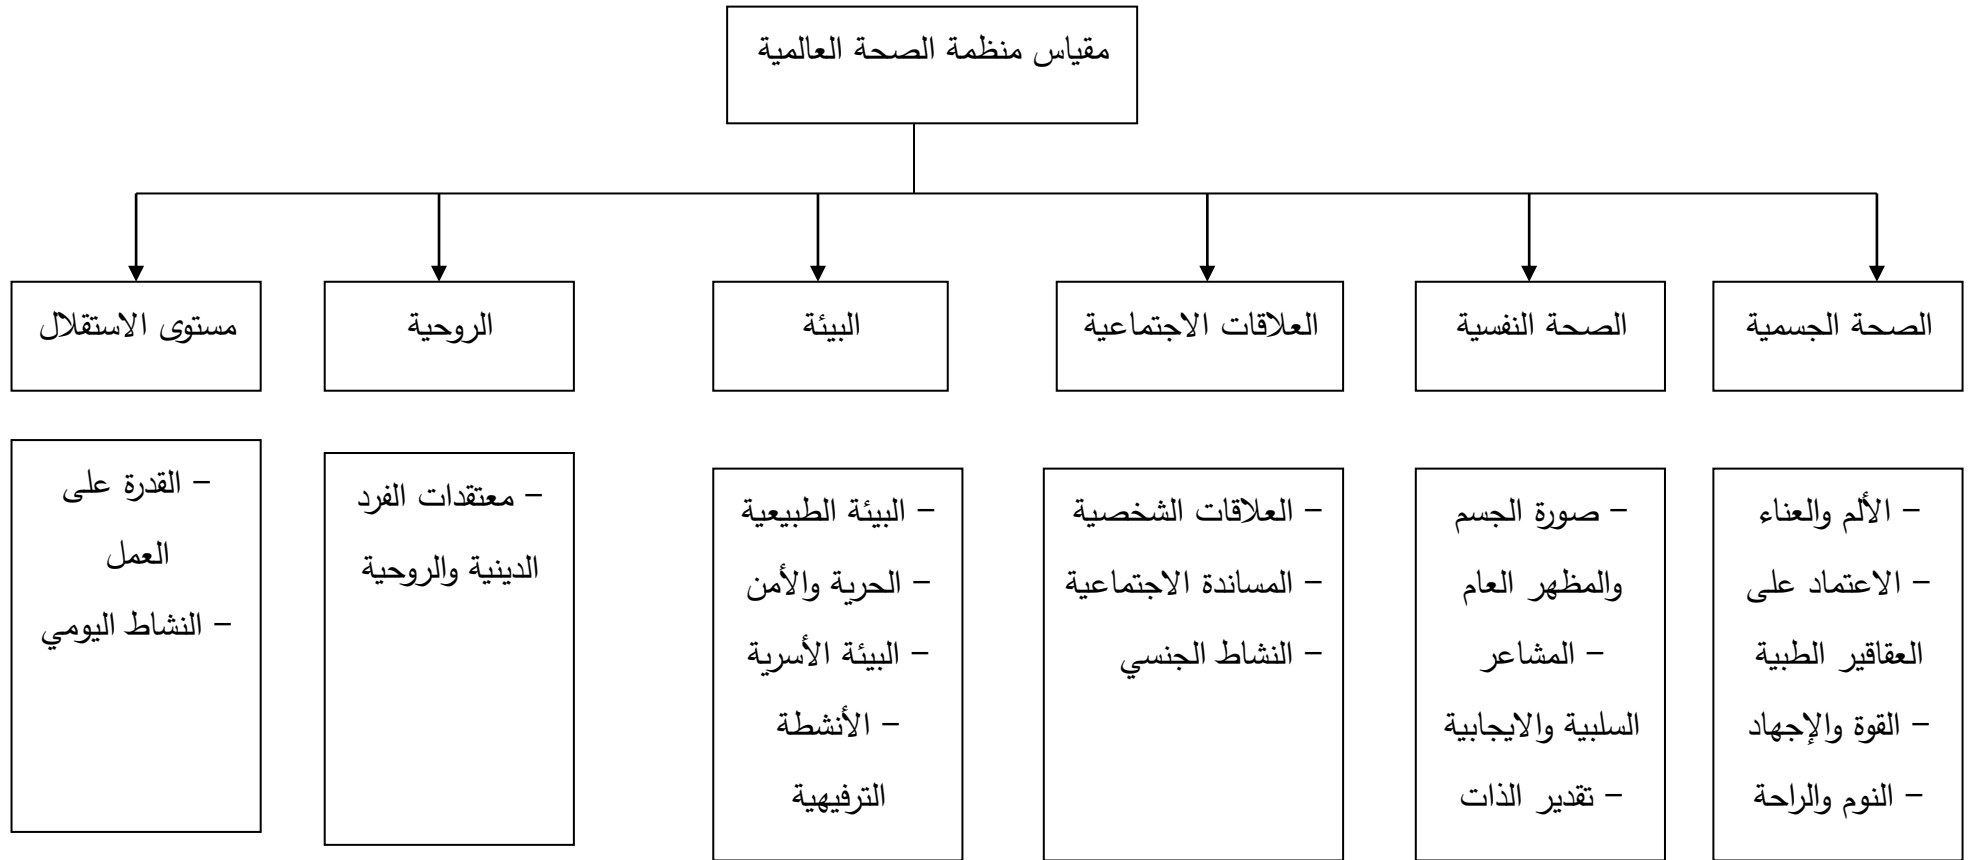 مقياس منظمة الصحة العالمية
الصحة الجسمية
الصحة النفسية
العلاقات الاجتماعية
البيئة
الروحية
مستوى الاستقلال
– الألم والعناء
– الاعتماد على
العقاقير الطبية
– القوة والإجهاد
– النوم والراحة
– صورة الجسم
والمظهر العام
– المشاعر
السلبية والايجابية
– تقدير الذات
– العلاقات الشخصية
– المساندة الاجتماعية
– النشاط الجنسي
– البيئة الطبيعية
– الحرية والأمن
– البيئة الأسرية
– الأنشطة
الترفيهية
– معتقدات الفرد
الدينية والروحية
– القدرة على
العمل
– النشاط اليومي